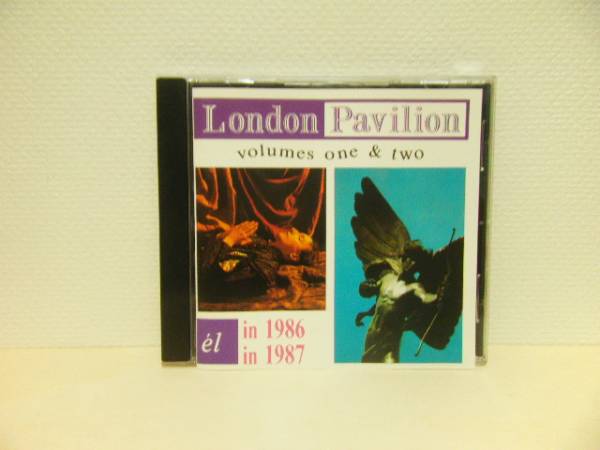 London Pavilion
volumes one & two
él in 1986
in 1987